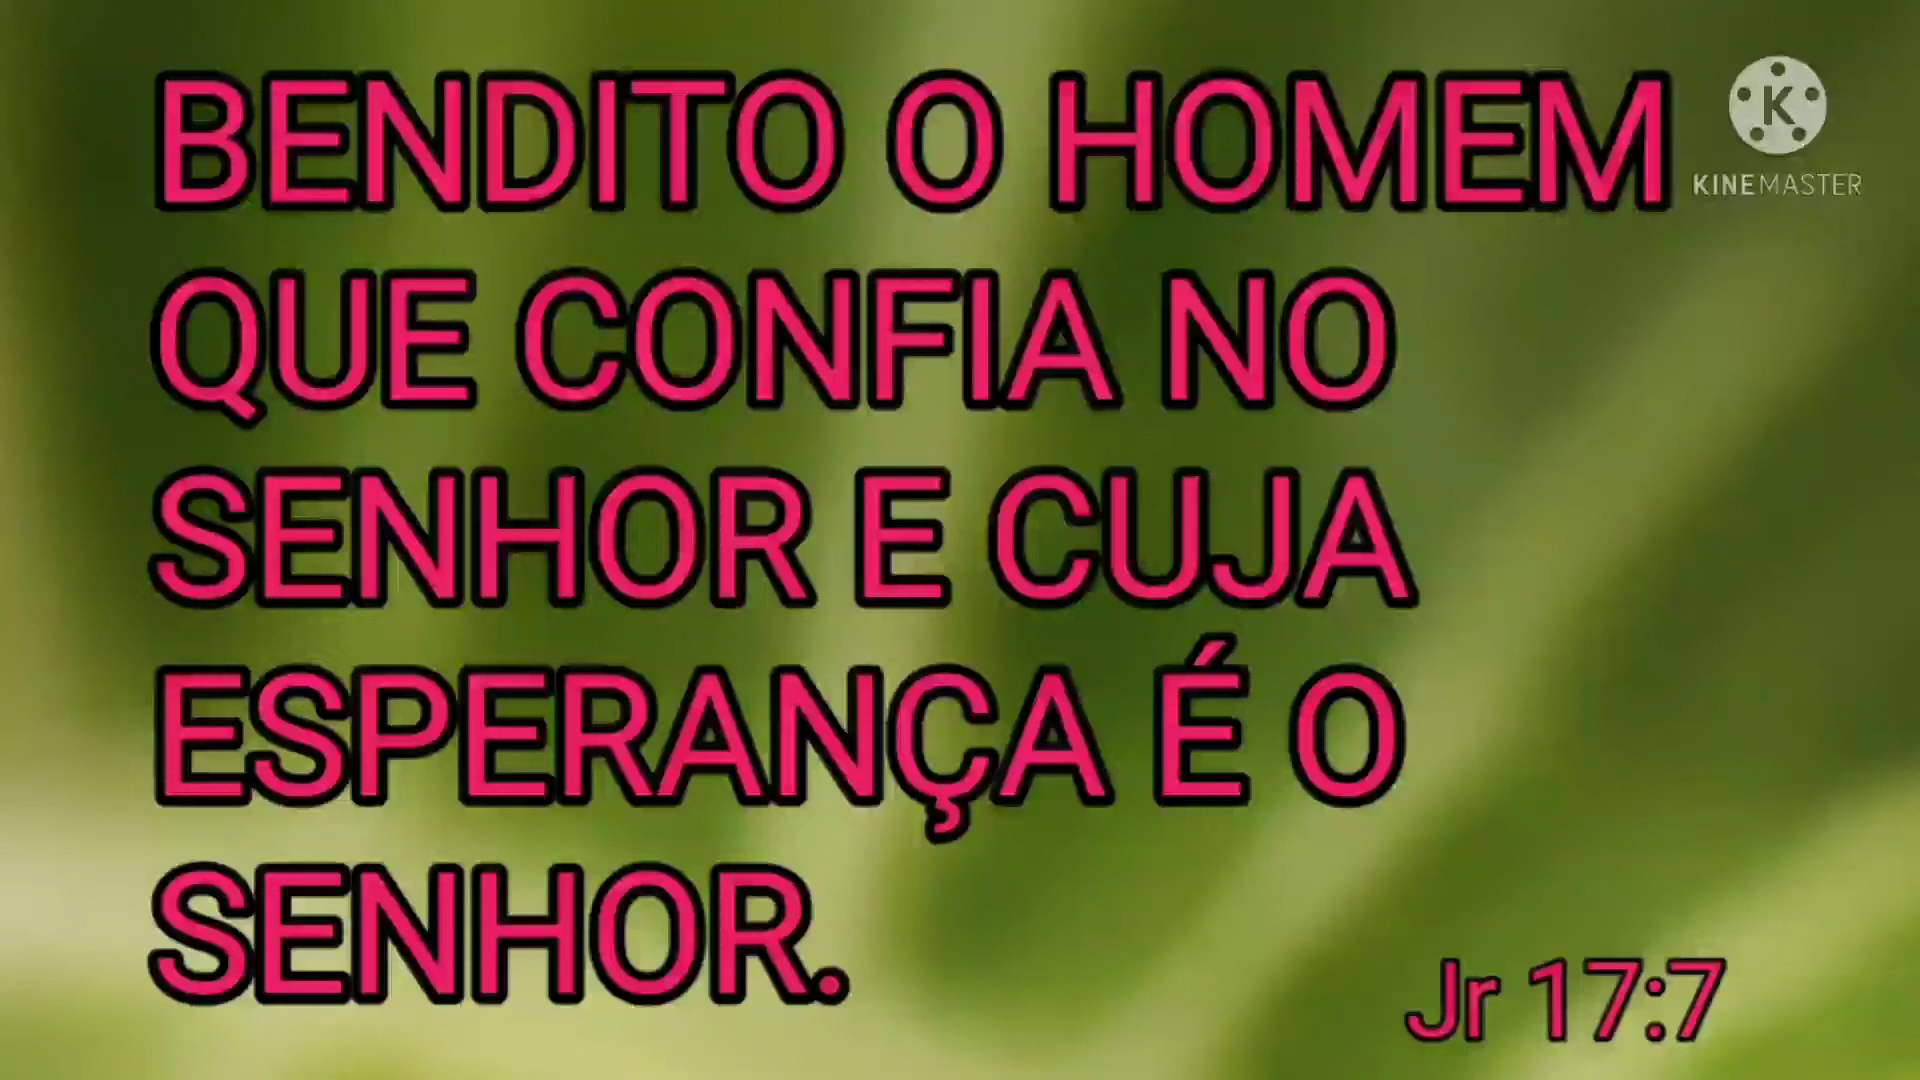 BENDITO O HOMEM
QUE CONFIA NO
SENHOR E CUJA
ESPERANÇA É O
SENHOR.
Jr 17:7
K
KINEMASTER